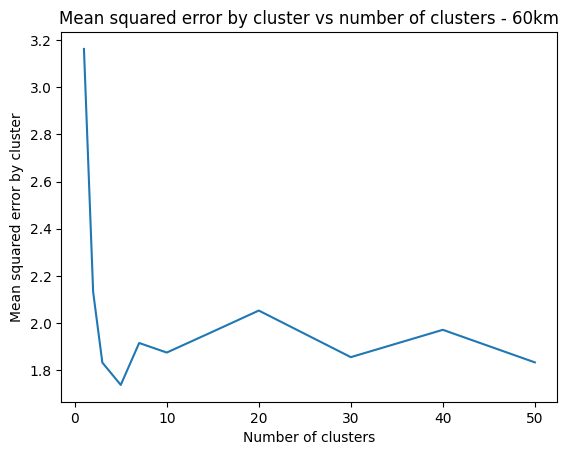 Mean squared error by cluster vs number of clusters - 60km
3.2
3.0
2.8
2.6
2.4
2.2
2.0
1.8
Mean squared error by cluster
0 10 20 30 40 50
Number of clusters